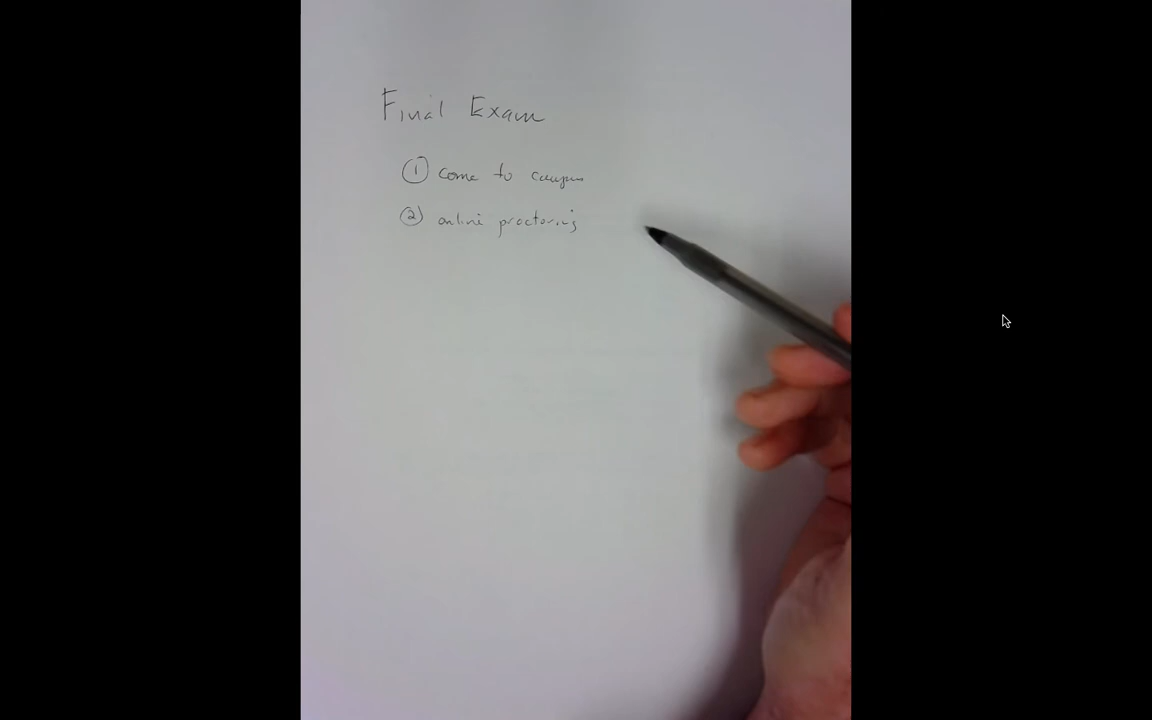 Final Exam
① come to campus
② online proctoring